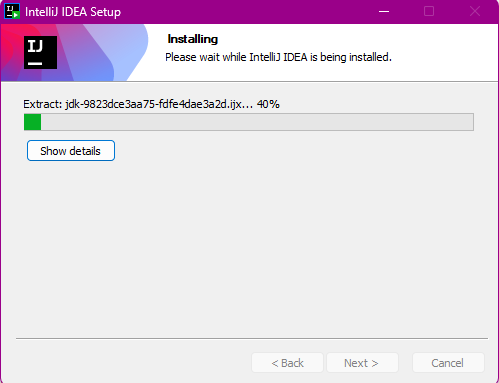 IntelliJ IDEA Setup
IJ
Installing
Please wait while IntelliJ IDEA is being installed.
Extract: jdk-9823dce3aa75-fdfe4dae3a2d.ijx... 40%
Show details
< Back
Next >
Cancel